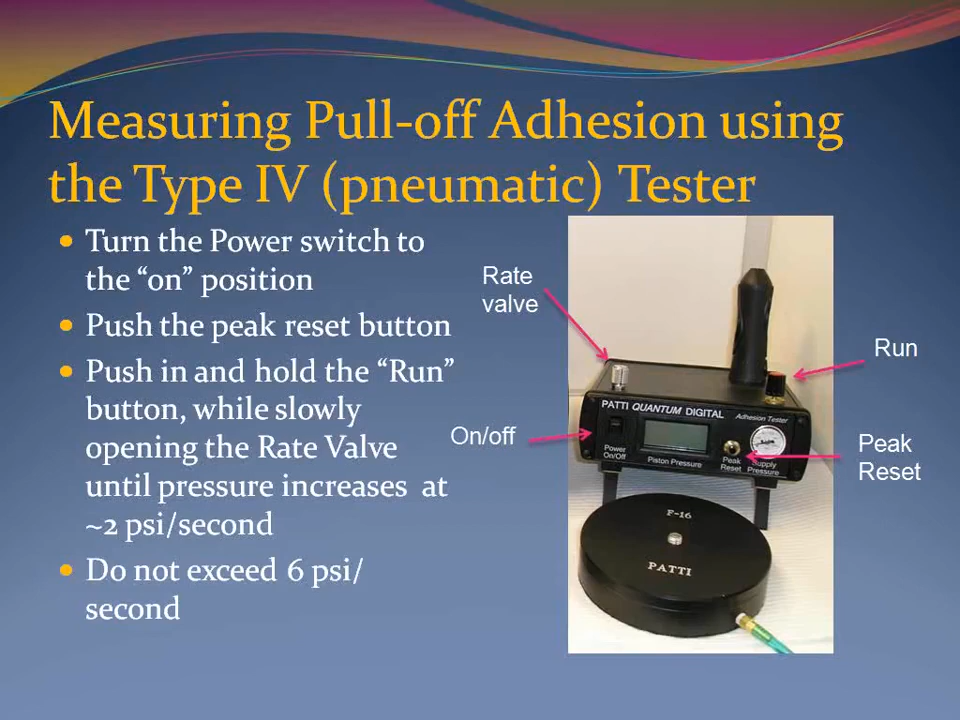 Measuring Pull-off Adhesion using
the Type IV (pneumatic) Tester
Turn the Power switch to
the “on” position
Push the peak reset button
Push in and hold the “Run”
button, while slowly
opening the Rate Valve
until pressure increases at
~2 psi/second
Do not exceed 6 psi/
second
Rate
valve
Run
On/off
Peak
Reset
PATTI QUANTUM DIGITAL
Adhesion Tester
Power
On/Off
Piston Pressure
Peak
Reset
Supply
Pressure
F-16
PATTI